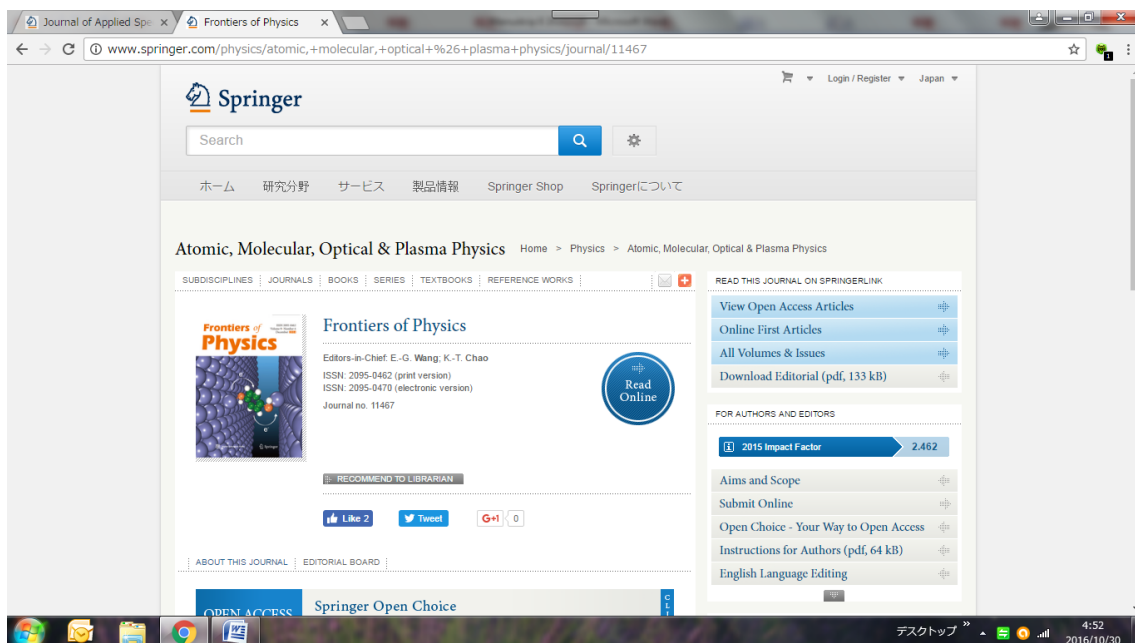 Journal of Applied Spe
Frontiers of Physics
www.springer.com/physics/atomic,+molecular,+optical+%26+plasma+physics/journal/11467
1
Login / Register
Japan
Springer
Search
ホーム 研究分野 サービス 製品情報 Springer Shop Springerについて
Atomic, Molecular, Optical & Plasma Physics
Home > Physics > Atomic, Molecular, Optical & Plasma Physics
SUBDISCIPLINES JOURNALS BOOKS SERIES TEXTBOOKS REFERENCE WORKS
Frontiers of
Physics
Springer
Frontiers of Physics
Editors-in-Chief: E.-G. Wang; K.-T. Chao
ISSN: 2095-0462 (print version)
ISSN: 2095-0470 (electronic version)
Journal no. 11467
Read
Online
RECOMMEND TO LIBRARIAN
Like 2
Tweet
G+1 0
ABOUT THIS JOURNAL EDITORIAL BOARD
OPEN ACCESS
Springer Open Choice
CLI
READ THIS JOURNAL ON SPRINGERLINK
View Open Access Articles
Online First Articles
All Volumes & Issues
Download Editorial (pdf, 133 kB)
FOR AUTHORS AND EDITORS
2015 Impact Factor 2.462
Aims and Scope
Submit Online
Open Choice - Your Way to Open Access
Instructions for Authors (pdf, 64 kB)
English Language Editing
デスクトップ
4:52
2016/10/30